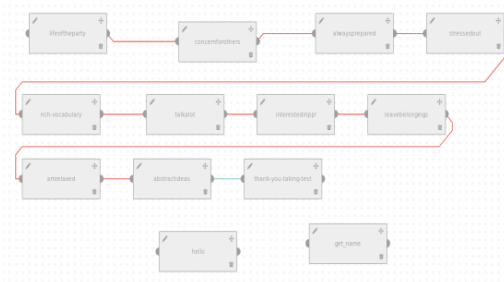 lifeoftheparty
concernforothers
alwaysprepared
stressedout
rich-vocabulary
talkalot
interestedinppl
leavebelongings
amrelaxed
abstractideas
thank-you-taking-test
hello
get_name